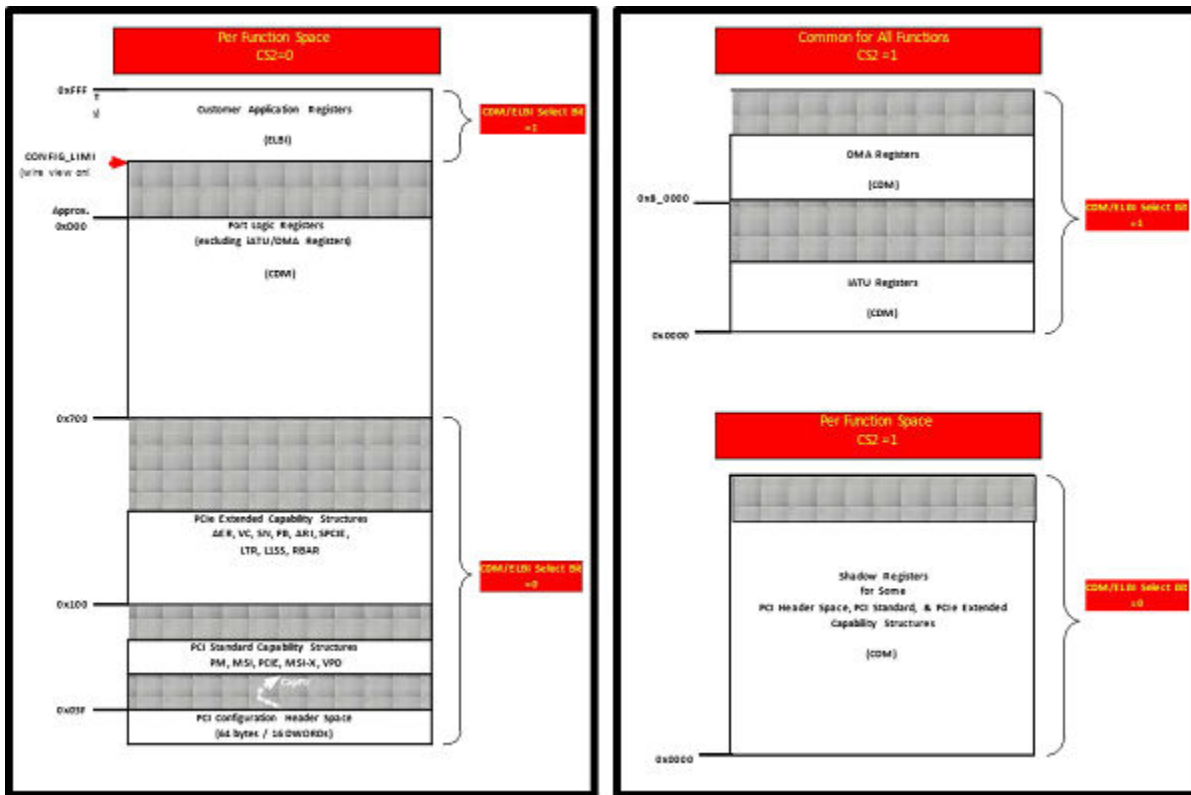 Per Function Space
CS2=0
0xFFF
Customer Application Registers
(ELBI)
CDM/ELBI Select Bit
=1
CONFIG_LIMI
(wire view onl
Approx.
0xD00
Port Logic Registers
(excluding iATU/DMA Registers)
(CDM)
0x700
PCIe Extended Capability Structures
AER, VC, SN, PB, ARI, SPCIE,
LTR, L1SS, RBAR
CDM/ELBI Select Bit
=0
0x100
PCI Standard Capability Structures
PM, MSI, PCIE, MSI-X, VPD
CapPtr
0x03F
PCI Configuration Header Space
(64 bytes / 16 DWORDs)
Common for All Functions
CS2 =1
DMA Registers
(CDM)
0x8_0000
CDM/ELBI Select Bit
=1
iATU Registers
(CDM)
0x0000
Per Function Space
CS2 =1
Shadow Registers
for Some
PCI Header Space, PCI Standard, & PCIe Extended
Capability Structures
(CDM)
CDM/ELBI Select Bit
=0
0x0000